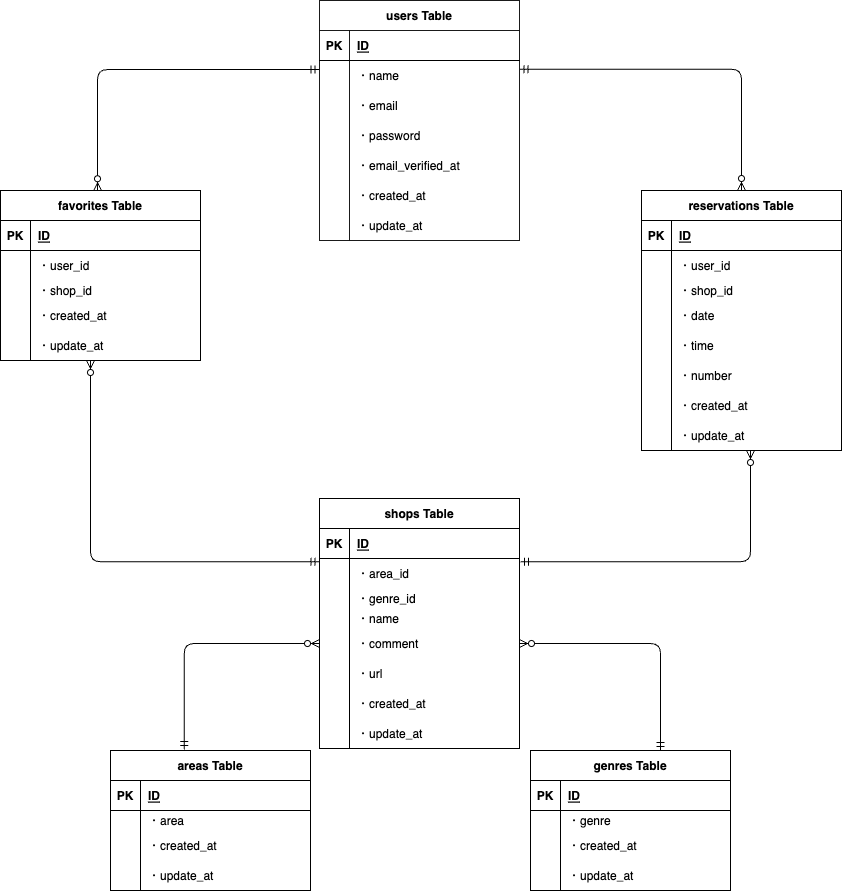 users Table
PK ID
・name
・email
・password
・email_verified_at
・created_at
・update_at
favorites Table
PK ID
・user_id
・shop_id
・created_at
・update_at
reservations Table
PK ID
・user_id
・shop_id
・date
・time
・number
・created_at
・update_at
shops Table
PK ID
・area_id
・genre_id
・name
・comment
・url
・created_at
・update_at
areas Table
PK ID
・area
・created_at
・update_at
genres Table
PK ID
・genre
・created_at
・update_at